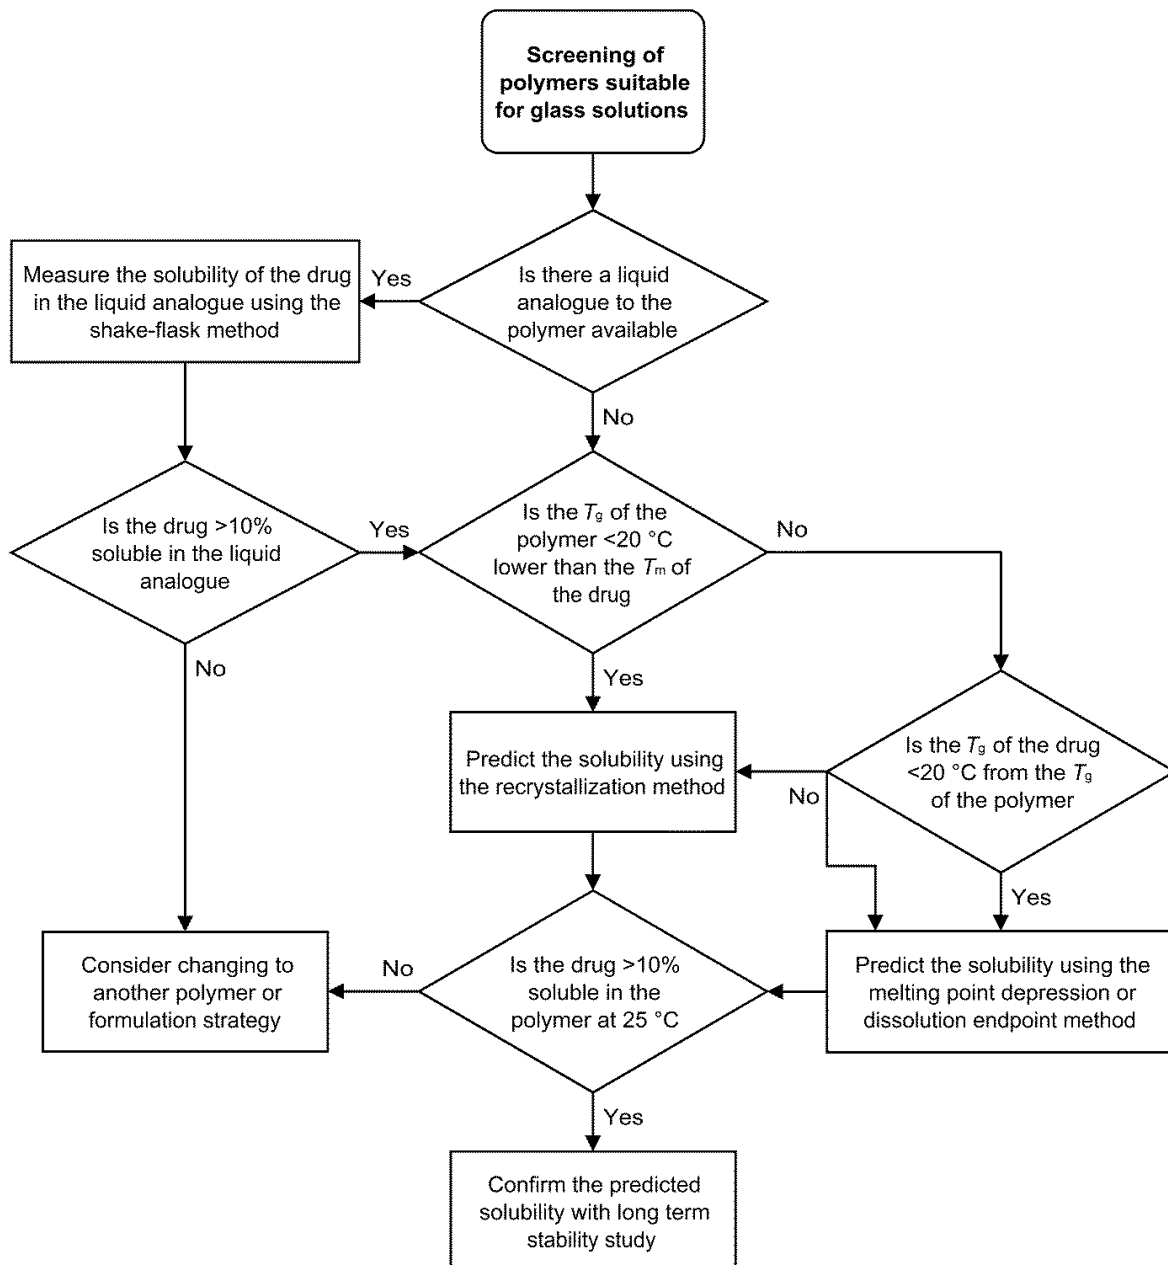 Screening of
polymers suitable
for glass solutions
Is there a liquid
analogue to the
polymer available
Yes
Measure the solubility of the drug
in the liquid analogue using the
shake-flask method
No
Is the drug >10%
soluble in the liquid
analogue
Yes
Is the Tg of the
polymer <20 °C
lower than the Tm of
the drug
No
No
Yes
Predict the solubility using
the recrystallization method
Is the Tg of the drug
<20 °C from the Tg
of the polymer
No
Yes
Consider changing to
another polymer or
formulation strategy
No
Is the drug >10%
soluble in the
polymer at 25 °C
Predict the solubility using the
melting point depression or
dissolution endpoint method
Yes
Confirm the predicted
solubility with long term
stability study